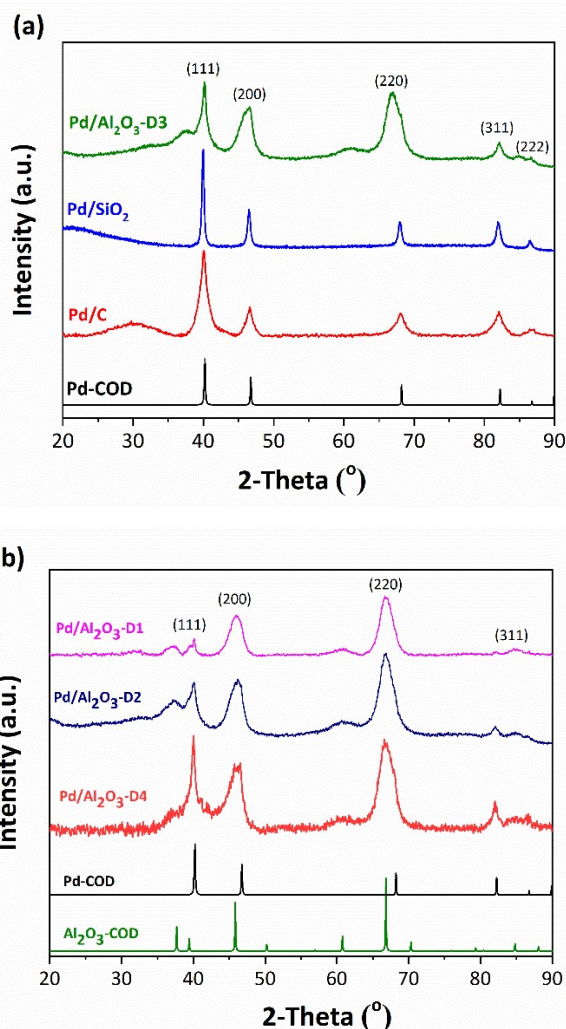 (a)
(111)
(200)
(220)
(311)
(222)
Pd/Al₂O₃-D3
Pd/SiO₂
Pd/C
Pd-COD
Intensity (a.u.)
20 30 40 50 60 70 80 90
2-Theta (°)
b)
(111)
(200)
(220)
(311)
Pd/Al₂O₃-D1
Pd/Al₂O₃-D2
Pd/Al₂O₃-D4
Pd-COD
Al₂O₃-COD
Intensity (a.u.)
20 30 40 50 60 70 80 90
2-Theta (°)